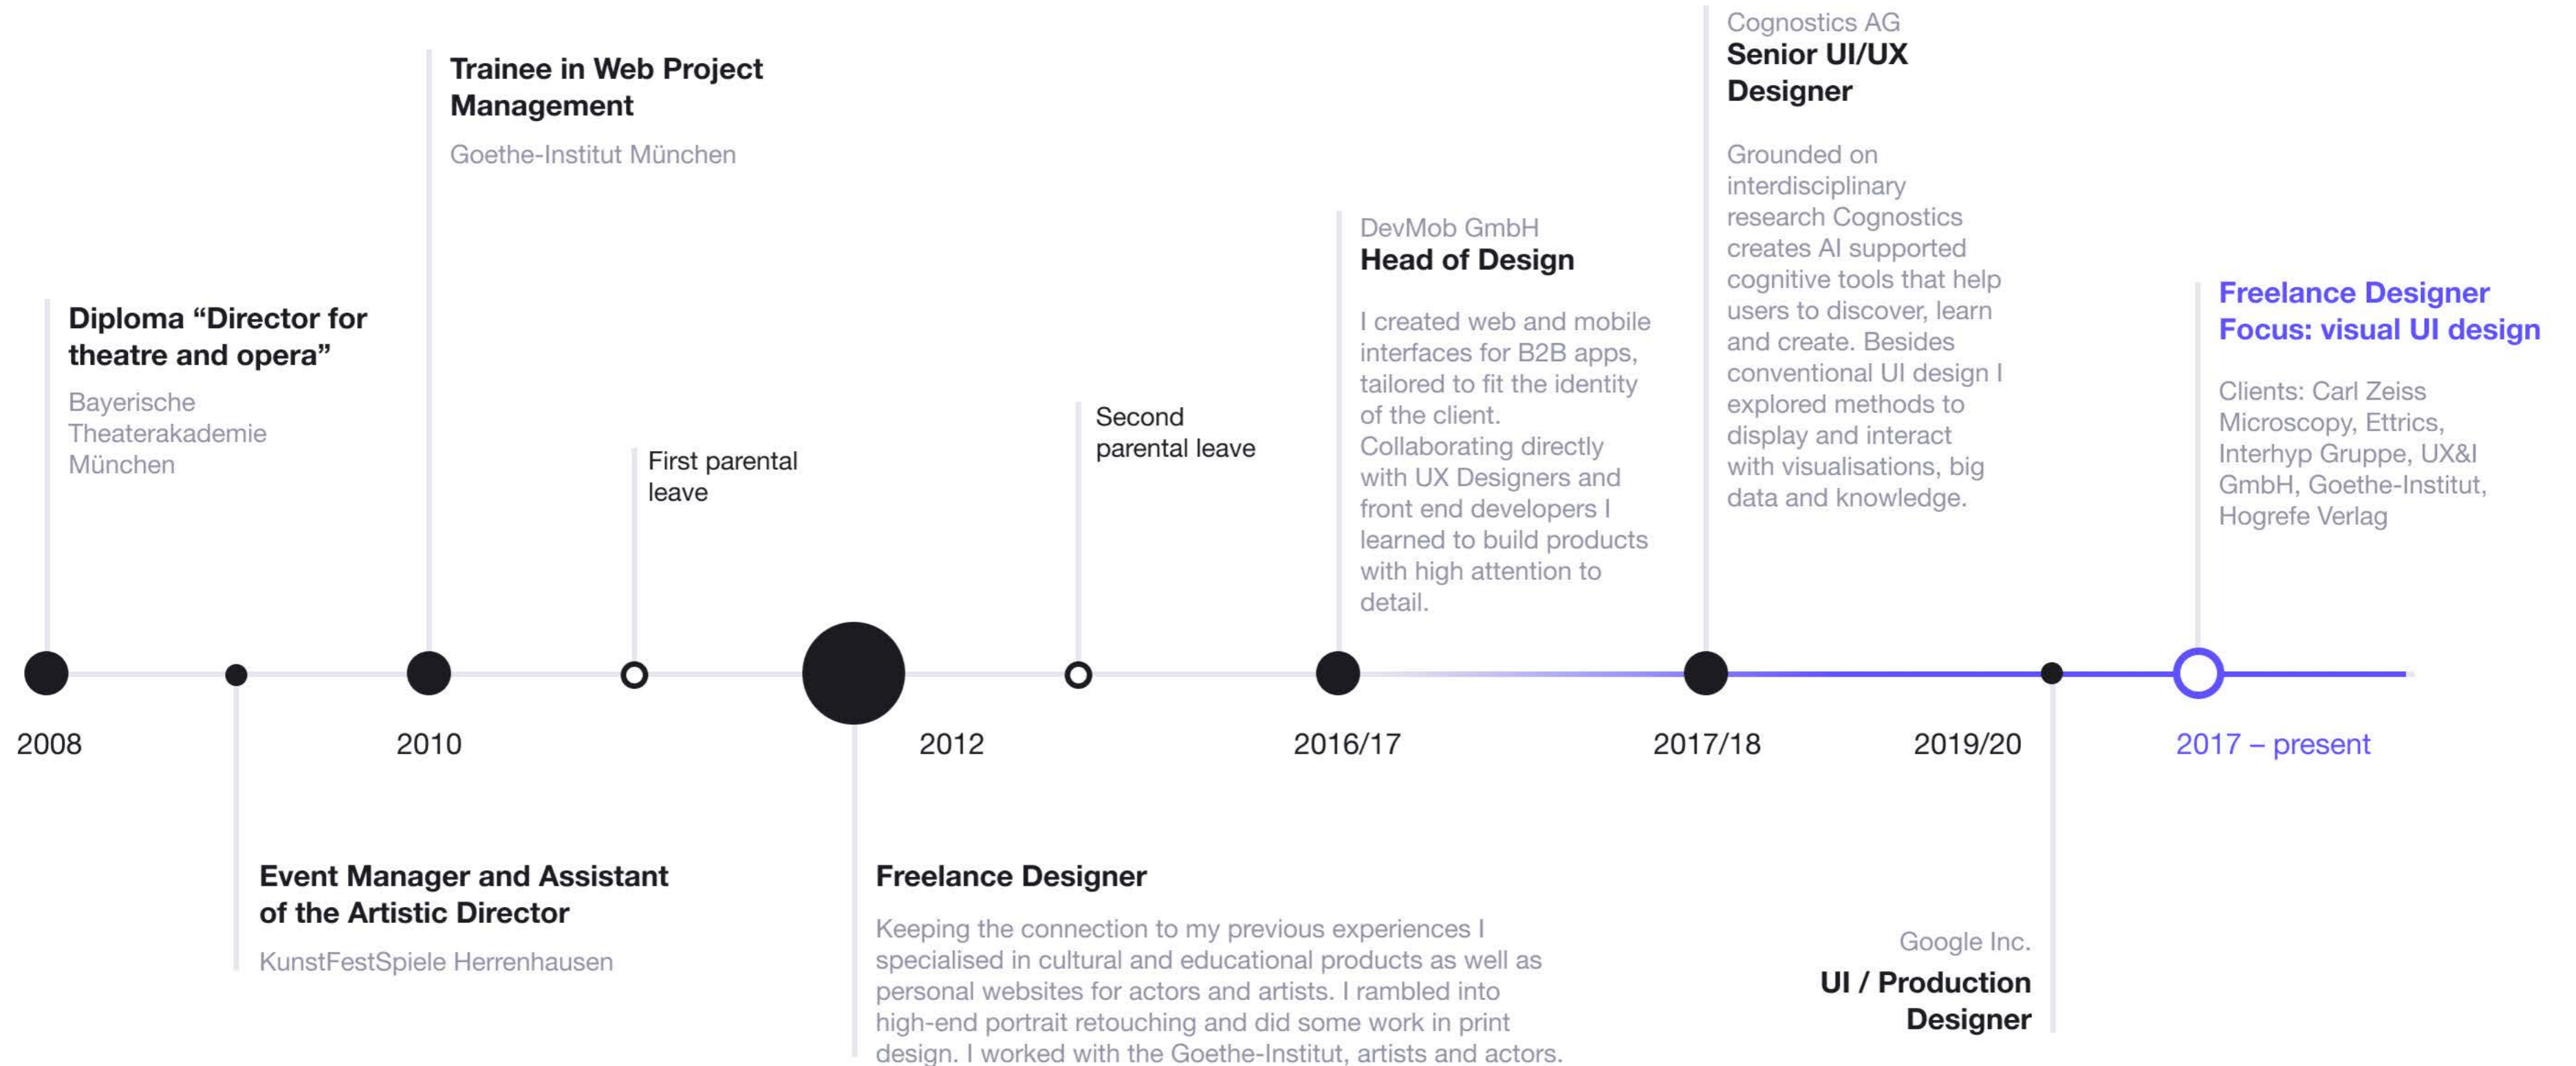 Cognostics AG
Senior UI/UX
Designer
Grounded on
interdisciplinary
research Cognostics
creates AI supported
cognitive tools that help
users to discover, learn
and create. Besides
conventional UI design I
explored methods to
display and interact
with visualisations, big
data and knowledge.
Trainee in Web Project
Management
Goethe-Institut München
DevMob GmbH
Head of Design
I created web and mobile
interfaces for B2B apps,
tailored to fit the identity
of the client.
Collaborating directly
with UX Designers and
front end developers I
learned to build products
with high attention to
detail.
Freelance Designer
Focus: visual UI design
Clients: Carl Zeiss
Microscopy, Ettrics,
Interhyp Gruppe, UX&I
GmbH, Goethe-Institut,
Hogrefe Verlag
Diploma “Director for
theatre and opera”
Bayerische
Theaterakademie
München
First parental
leave
Second
parental leave
2008
2010
2012
2016/17
2017/18
2019/20
2017 – present
Event Manager and Assistant
of the Artistic Director
KunstFestSpiele Herrenhausen
Freelance Designer
Keeping the connection to my previous experiences I
specialised in cultural and educational products as well as
personal websites for actors and artists. I rambled into
high-end portrait retouching and did some work in print
design. I worked with the Goethe-Institut, artists and actors.
Google Inc.
UI / Production
Designer